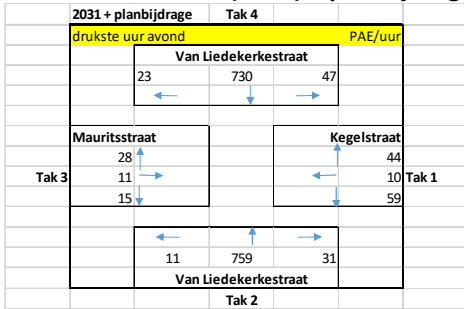 2031 + planbijdrage Tak 4
drukste uur avond PAE/uur
Van Liedekerkestraat
23 730 47
Mauritsstraat Kegelstraat
28 44
Tak 3 11 10 Tak 1
15 59
11 759 31
Van Liedekerkestraat
Tak 2